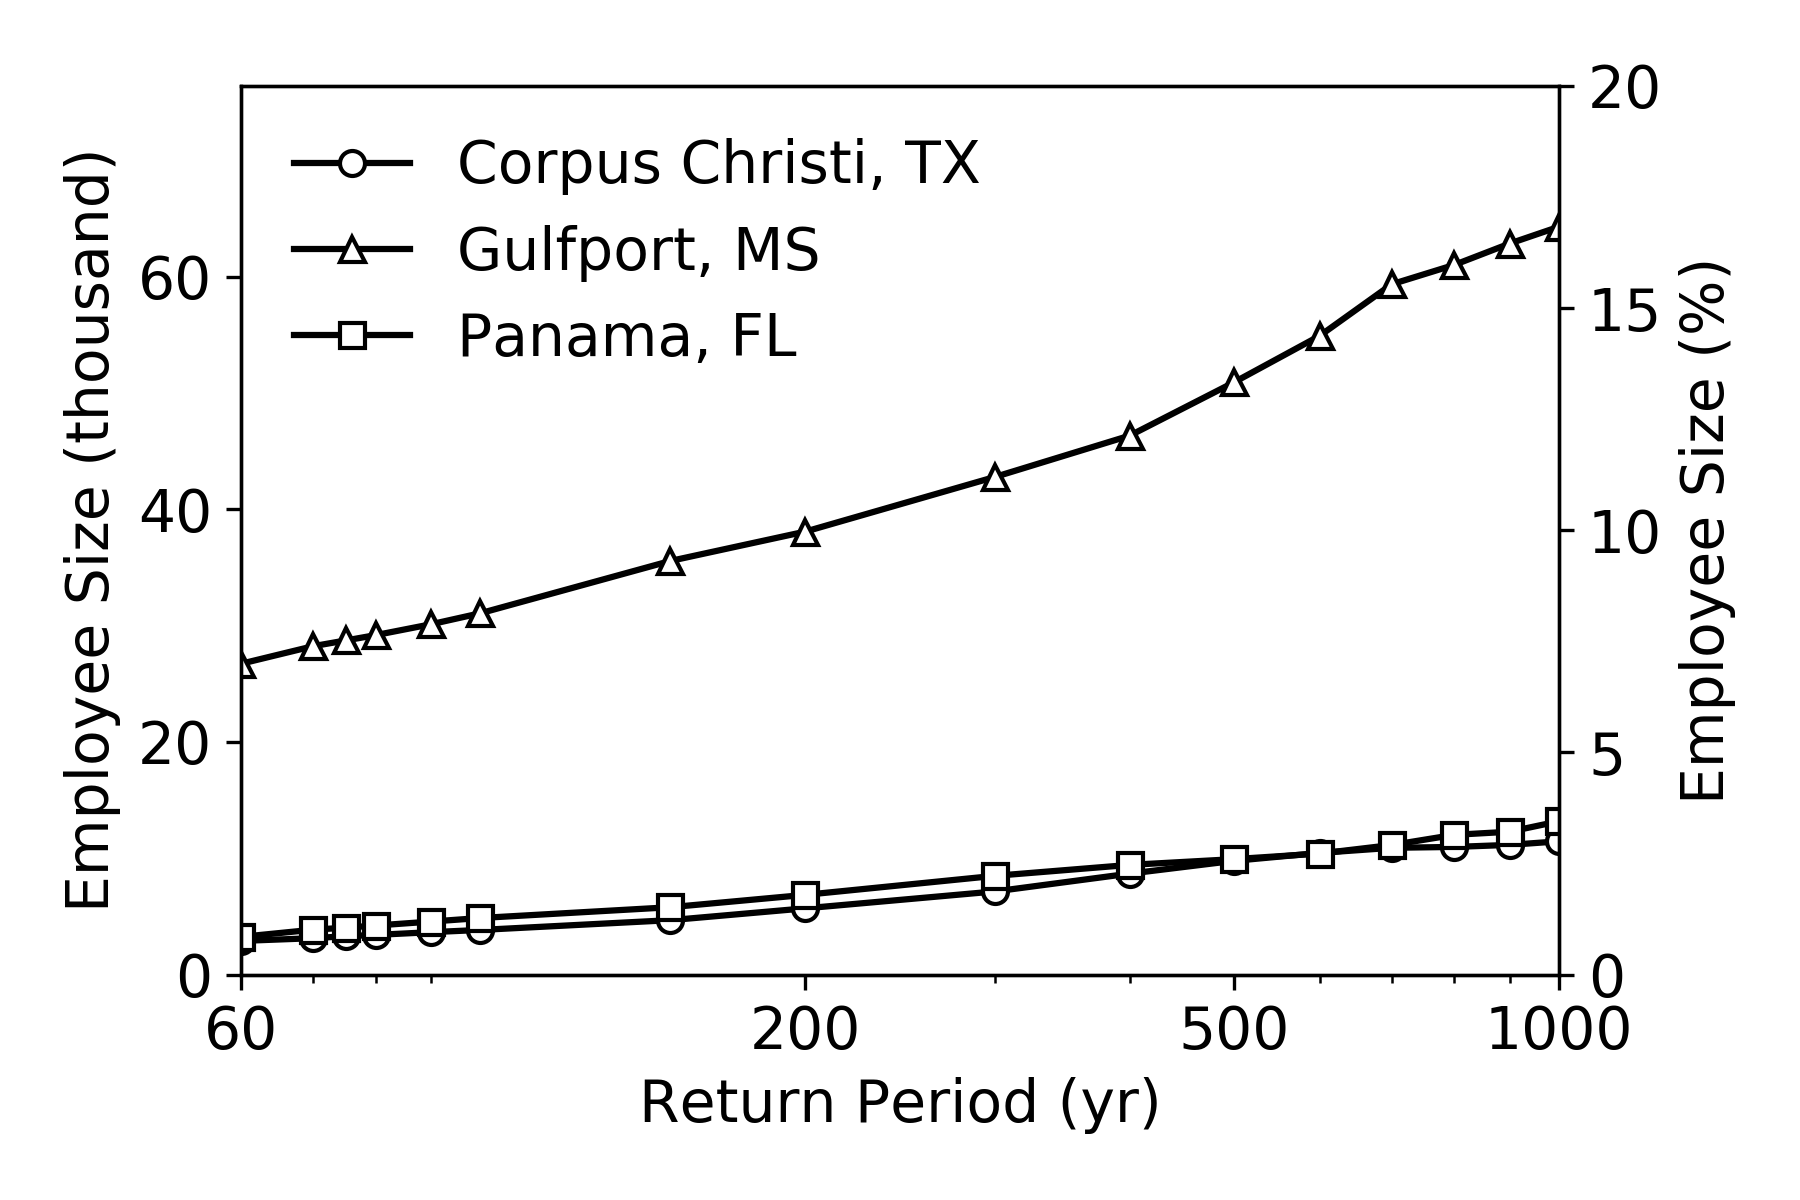 Corpus Christi, TX
Gulfport, MS
Panama, FL
Employee Size (thousand)
60
40
20
0
20
15
10
5
0
Employee Size (%)
60 200 500 1000
Return Period (yr)